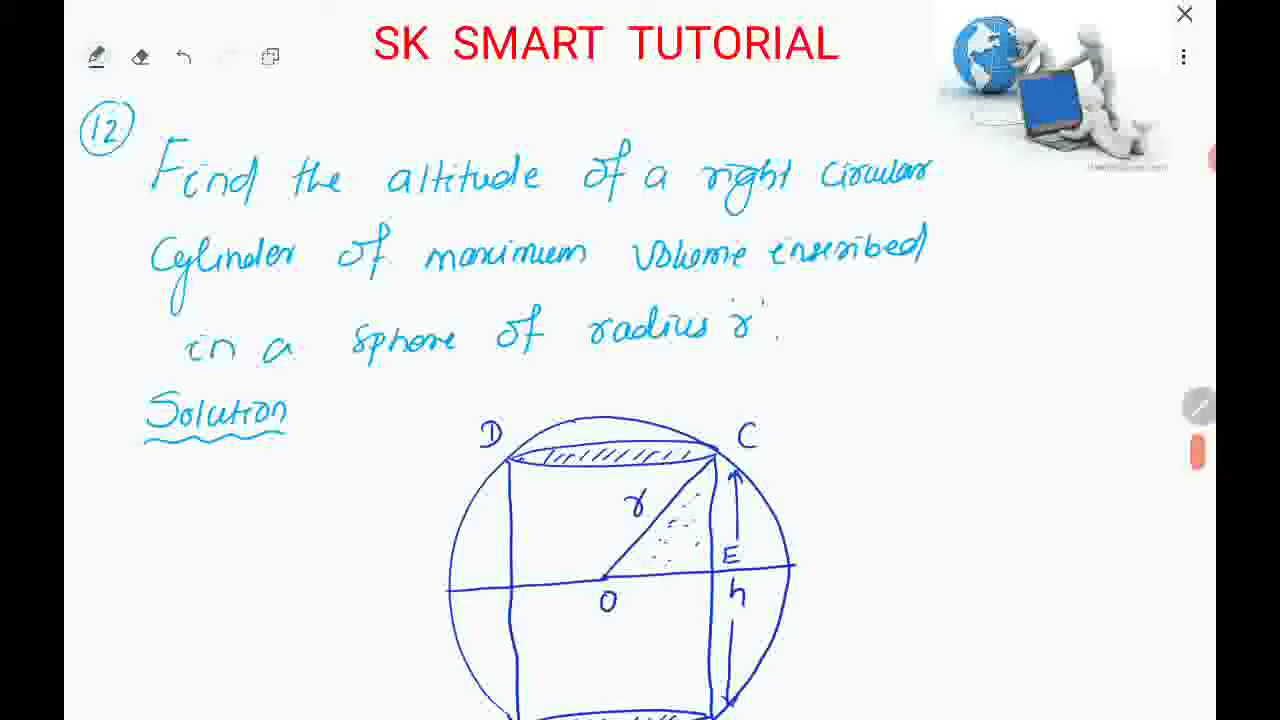 SK SMART TUTORIAL
12
Find the altitude of a right circular
Cylinder of maximum volume inscribed
in a sphere of radius 'r'.
Solution
D
C
r
E
O
h